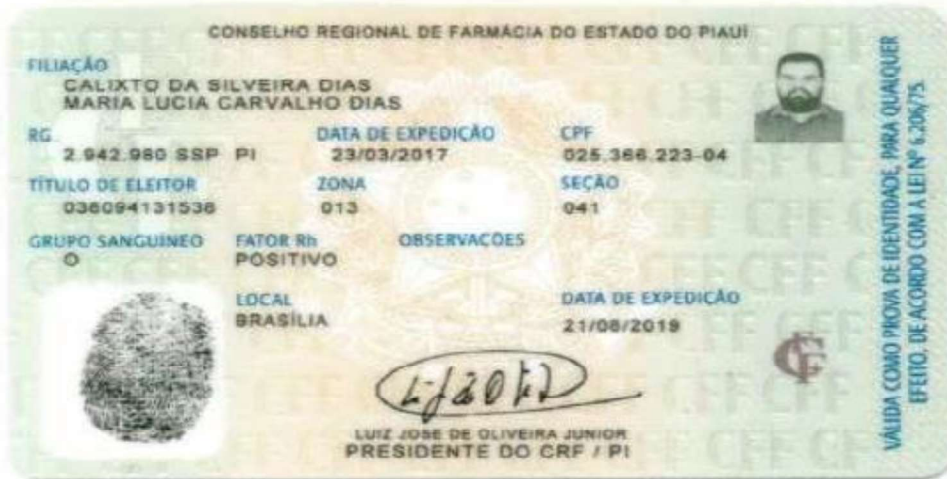 CONSELHO REGIONAL DE FARMÁCIA DO ESTADO DO PIAUÍ
FILIAÇÃO
CALIXTO DA SILVEIRA DIAS
MARIA LUCIA CARVALHO DIAS
RG DATA DE EXPEDIÇÃO CPF
2.942.980 SSP PI 23/03/2017 025.366.223-04
TÍTULO DE ELEITOR ZONA SEÇÃO
036094131538 013 041
GRUPO SANGUÍNEO FATOR Rh OBSERVAÇÕES
O POSITIVO
LOCAL DATA DE EXPEDIÇÃO
BRASÍLIA 21/08/2019
LUIZ JOSE DE OLIVEIRA JUNIOR
PRESIDENTE DO CRF / PI
VÁLIDA COMO PROVA DE IDENTIDADE, PARA QUALQUER
EFEITO, DE ACORDO COM A LEI Nº 6.206/75.